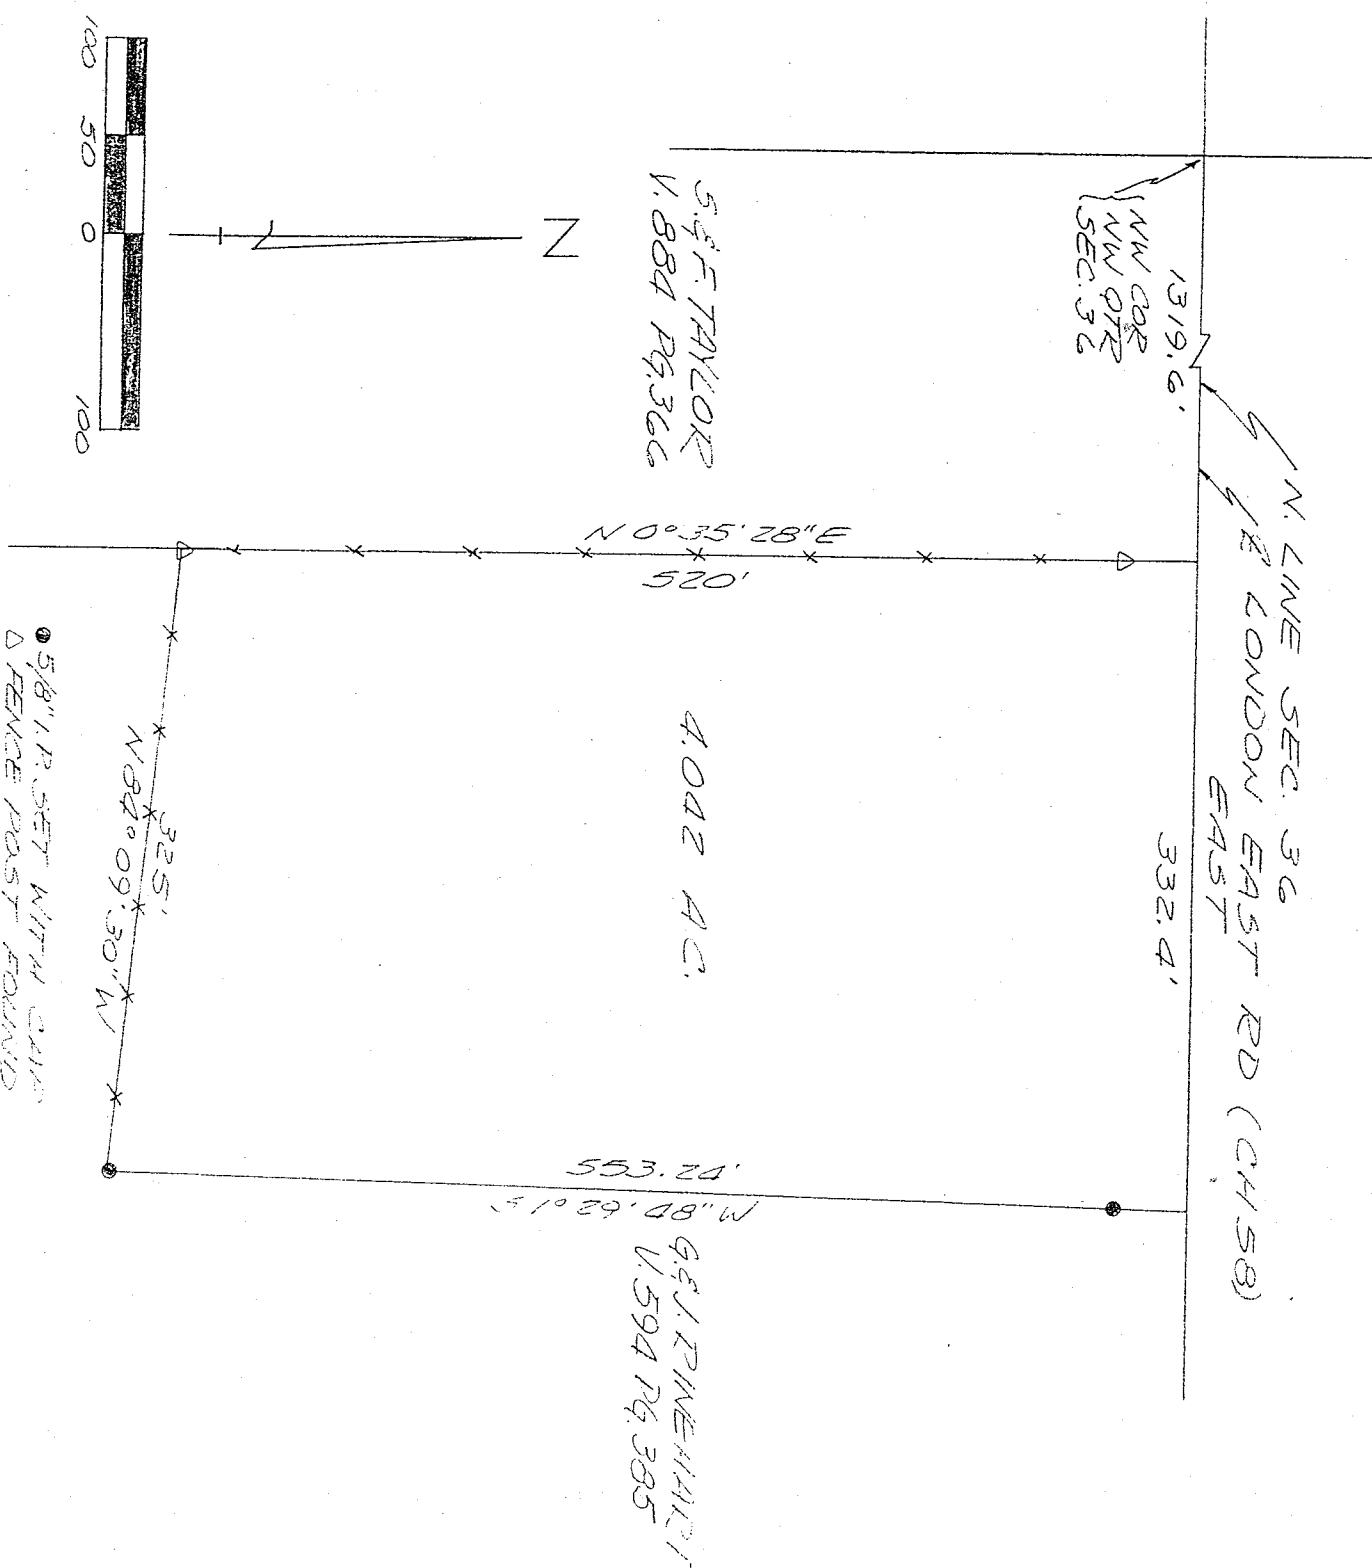 N. LINE SEC. 36
℄ LONDON EAST RD (CH 58)
EAST
1319.6'
332.4'
NW COR
NW QTR
SEC. 36
S. & F. TAYLOR
V. 884 PG. 366
N
N 0° 35' 28" E
520'
4.042 AC.
553.24'
S 1° 29' 48" W
G. & J. RINEHART
V. 594 PG. 385
325'
N 84° 09' 30" W
100 50 0 100
5/8" I.P. SET WITH CAP
△ FENCE POST FOUND